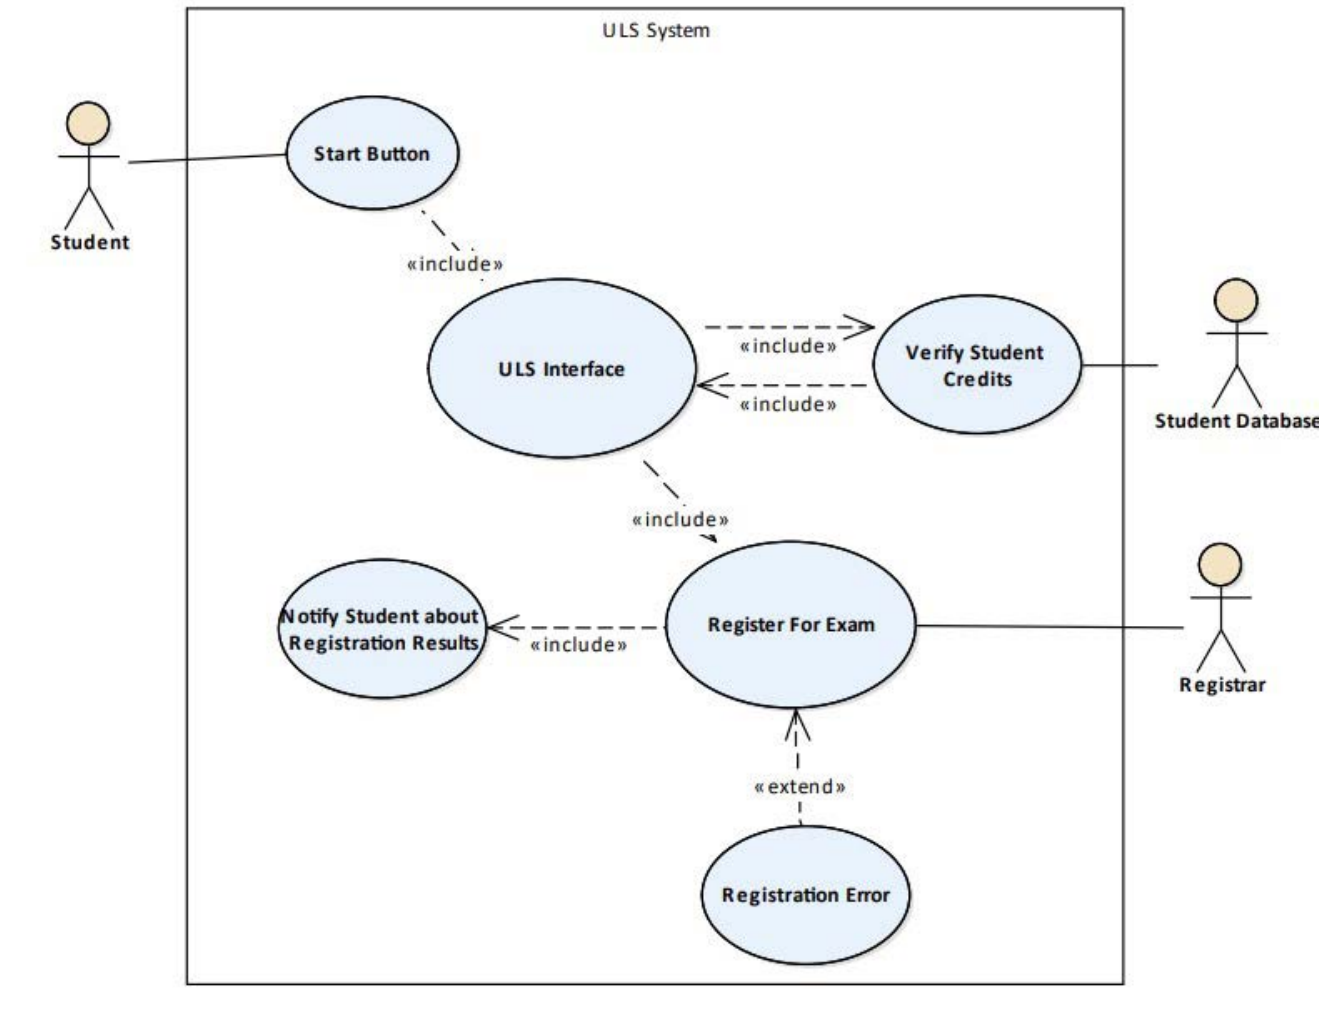 ULS System
Start Button
Student
«include»
ULS Interface
«include»
«include»
Verify Student
Credits
Student Database
«include»
Notify Student about
Registration Results
«include»
Register For Exam
Registrar
«extend»
Registration Error